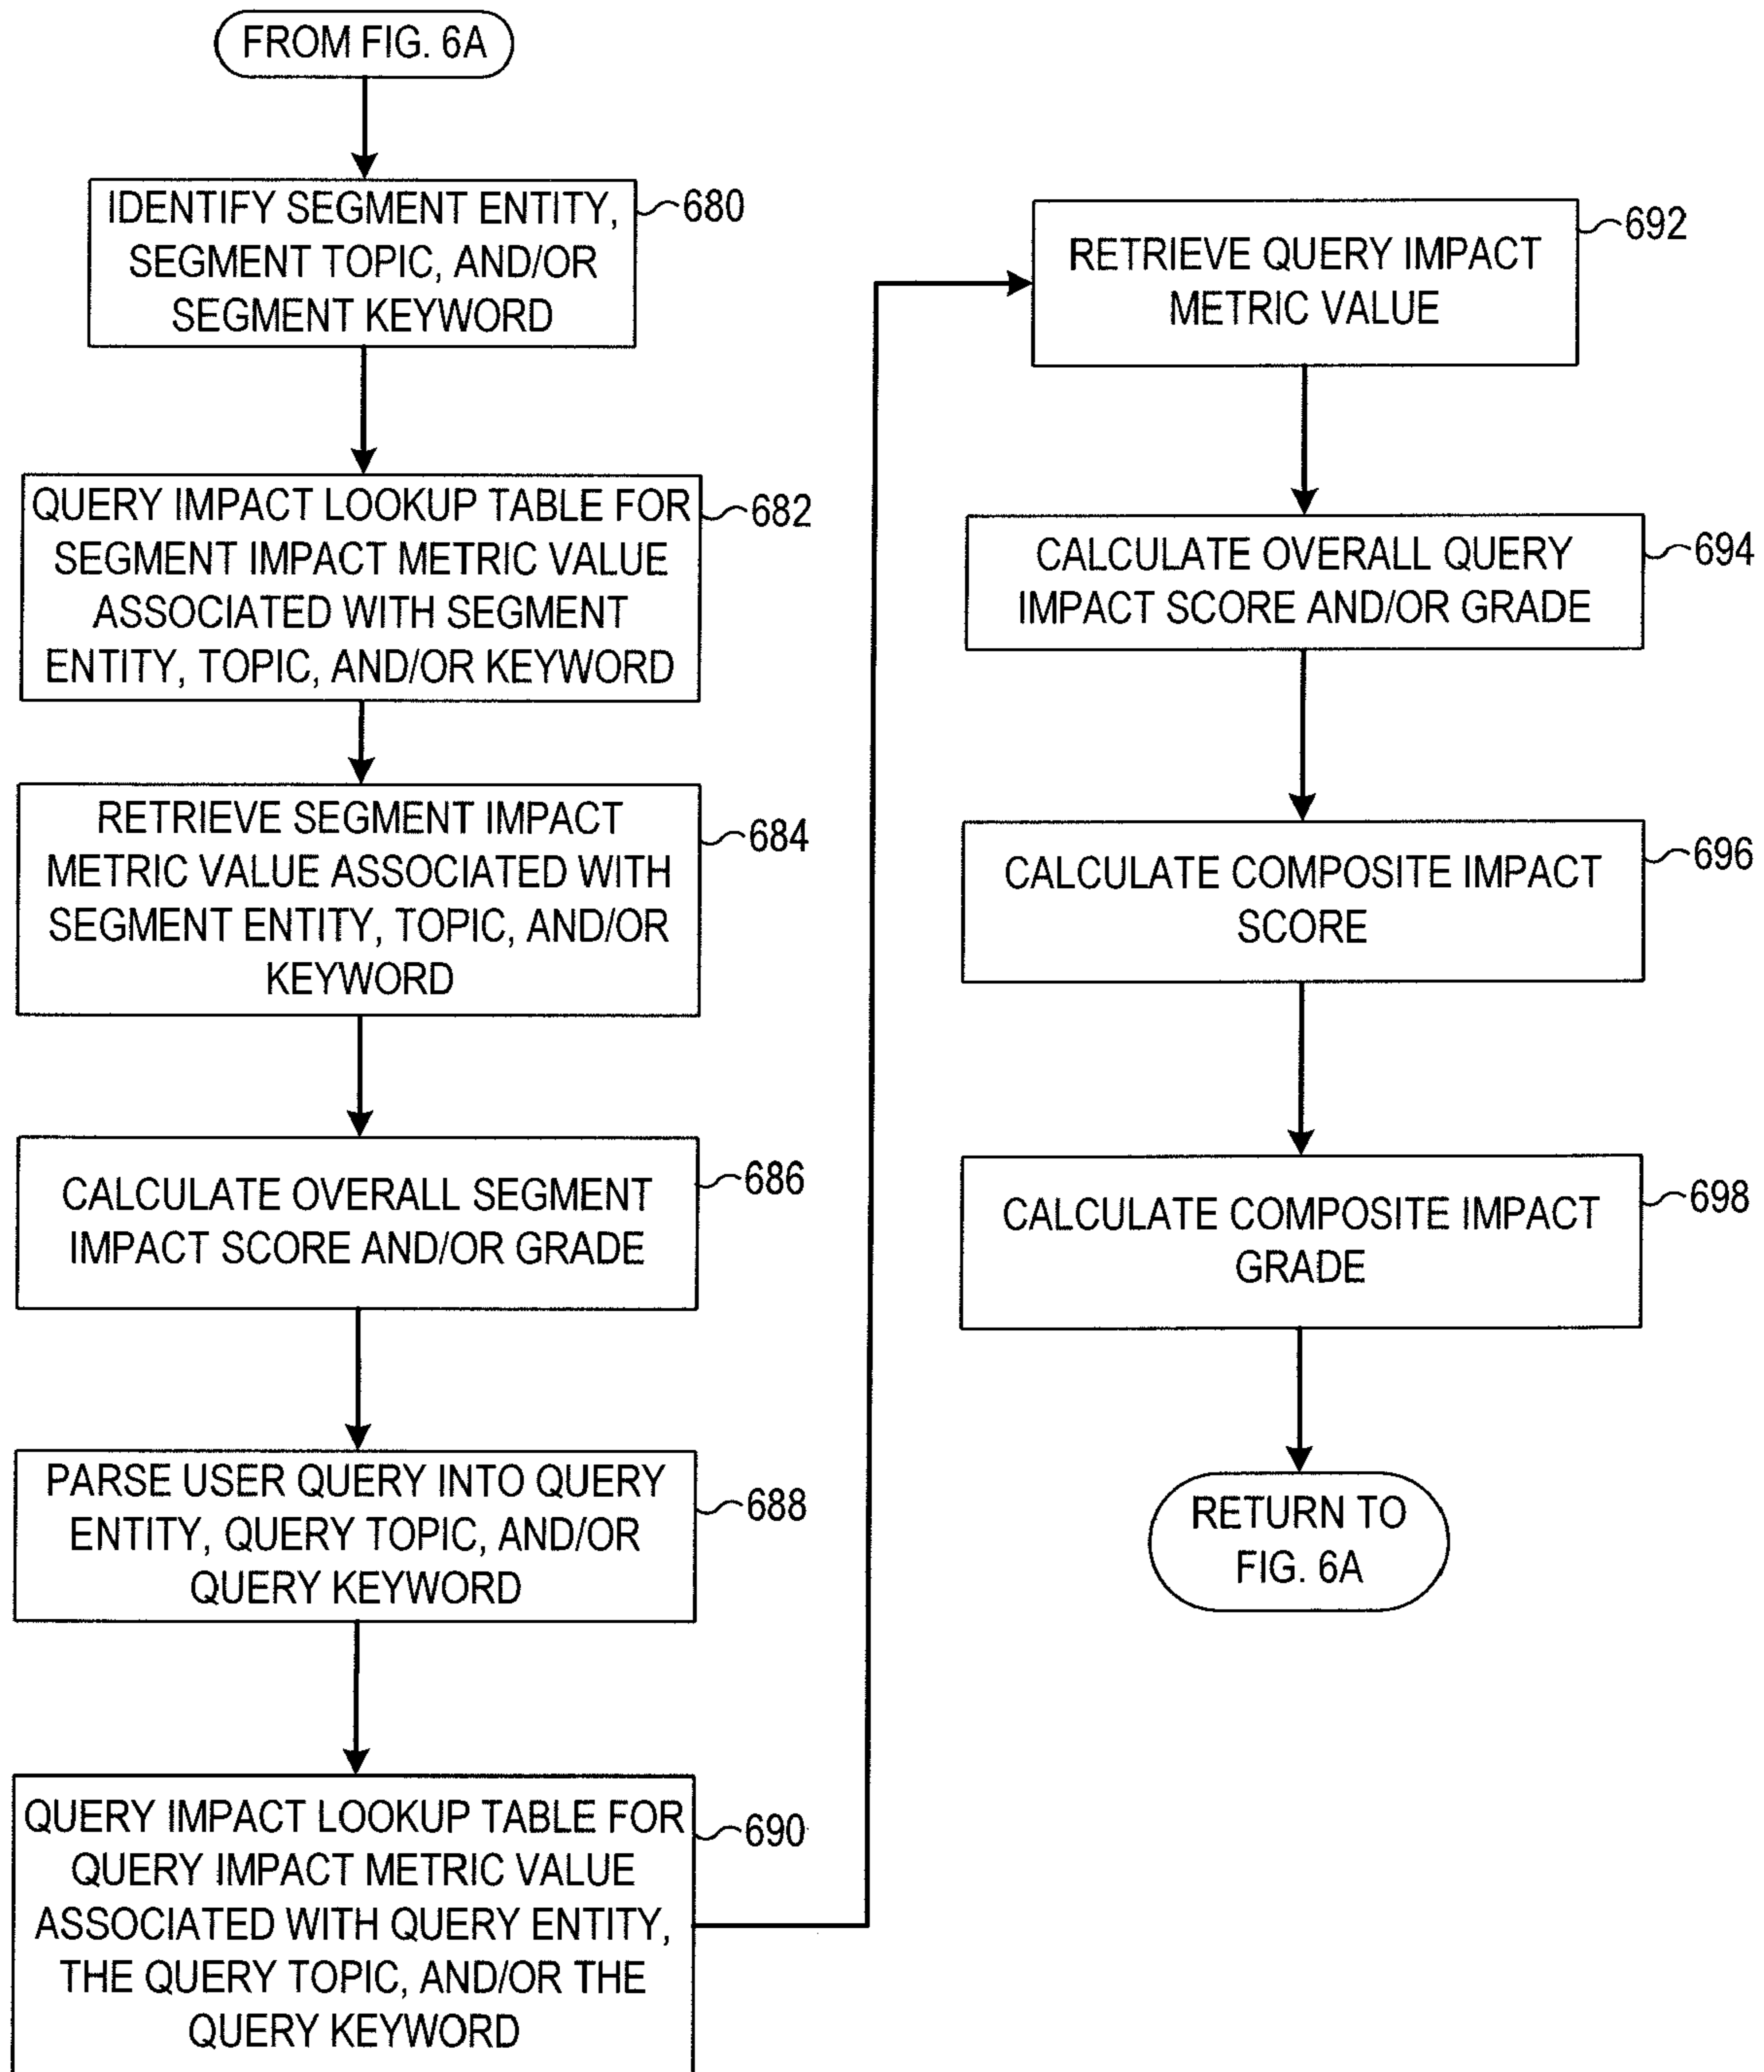 FROM FIG. 6A
IDENTIFY SEGMENT ENTITY,
SEGMENT TOPIC, AND/OR
SEGMENT KEYWORD
680
QUERY IMPACT LOOKUP TABLE FOR
SEGMENT IMPACT METRIC VALUE
ASSOCIATED WITH SEGMENT
ENTITY, TOPIC, AND/OR KEYWORD
682
RETRIEVE SEGMENT IMPACT
METRIC VALUE ASSOCIATED WITH
SEGMENT ENTITY, TOPIC, AND/OR
KEYWORD
684
CALCULATE OVERALL SEGMENT
IMPACT SCORE AND/OR GRADE
686
PARSE USER QUERY INTO QUERY
ENTITY, QUERY TOPIC, AND/OR
QUERY KEYWORD
688
QUERY IMPACT LOOKUP TABLE FOR
QUERY IMPACT METRIC VALUE
ASSOCIATED WITH QUERY ENTITY,
THE QUERY TOPIC, AND/OR THE
QUERY KEYWORD
690
RETRIEVE QUERY IMPACT
METRIC VALUE
692
CALCULATE OVERALL QUERY
IMPACT SCORE AND/OR GRADE
694
CALCULATE COMPOSITE IMPACT
SCORE
696
CALCULATE COMPOSITE IMPACT
GRADE
698
RETURN TO
FIG. 6A